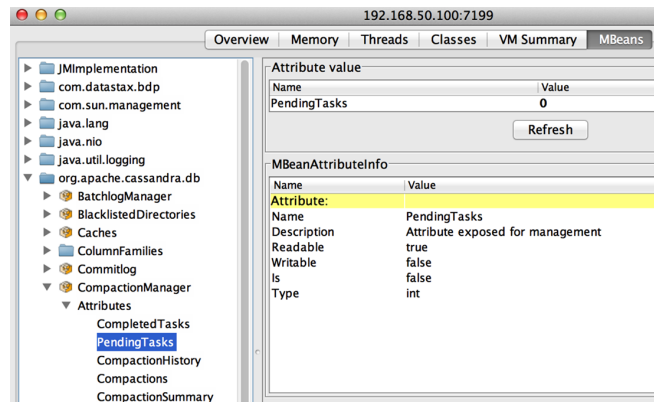 192.168.50.100:7199
Overview Memory Threads Classes VM Summary MBeans
JMImplementation
com.datastax.bdp
com.sun.management
java.lang
java.nio
java.util.logging
org.apache.cassandra.db
BatchlogManager
BlacklistedDirectories
Caches
ColumnFamilies
Commitlog
CompactionManager
Attributes
CompletedTasks
PendingTasks
CompactionHistory
Compactions
CompactionSummary
Attribute value
Name Value
PendingTasks 0
Refresh
MBeanAttributeInfo
Name Value
Attribute:
Name PendingTasks
Description Attribute exposed for management
Readable true
Writable false
Is false
Type int